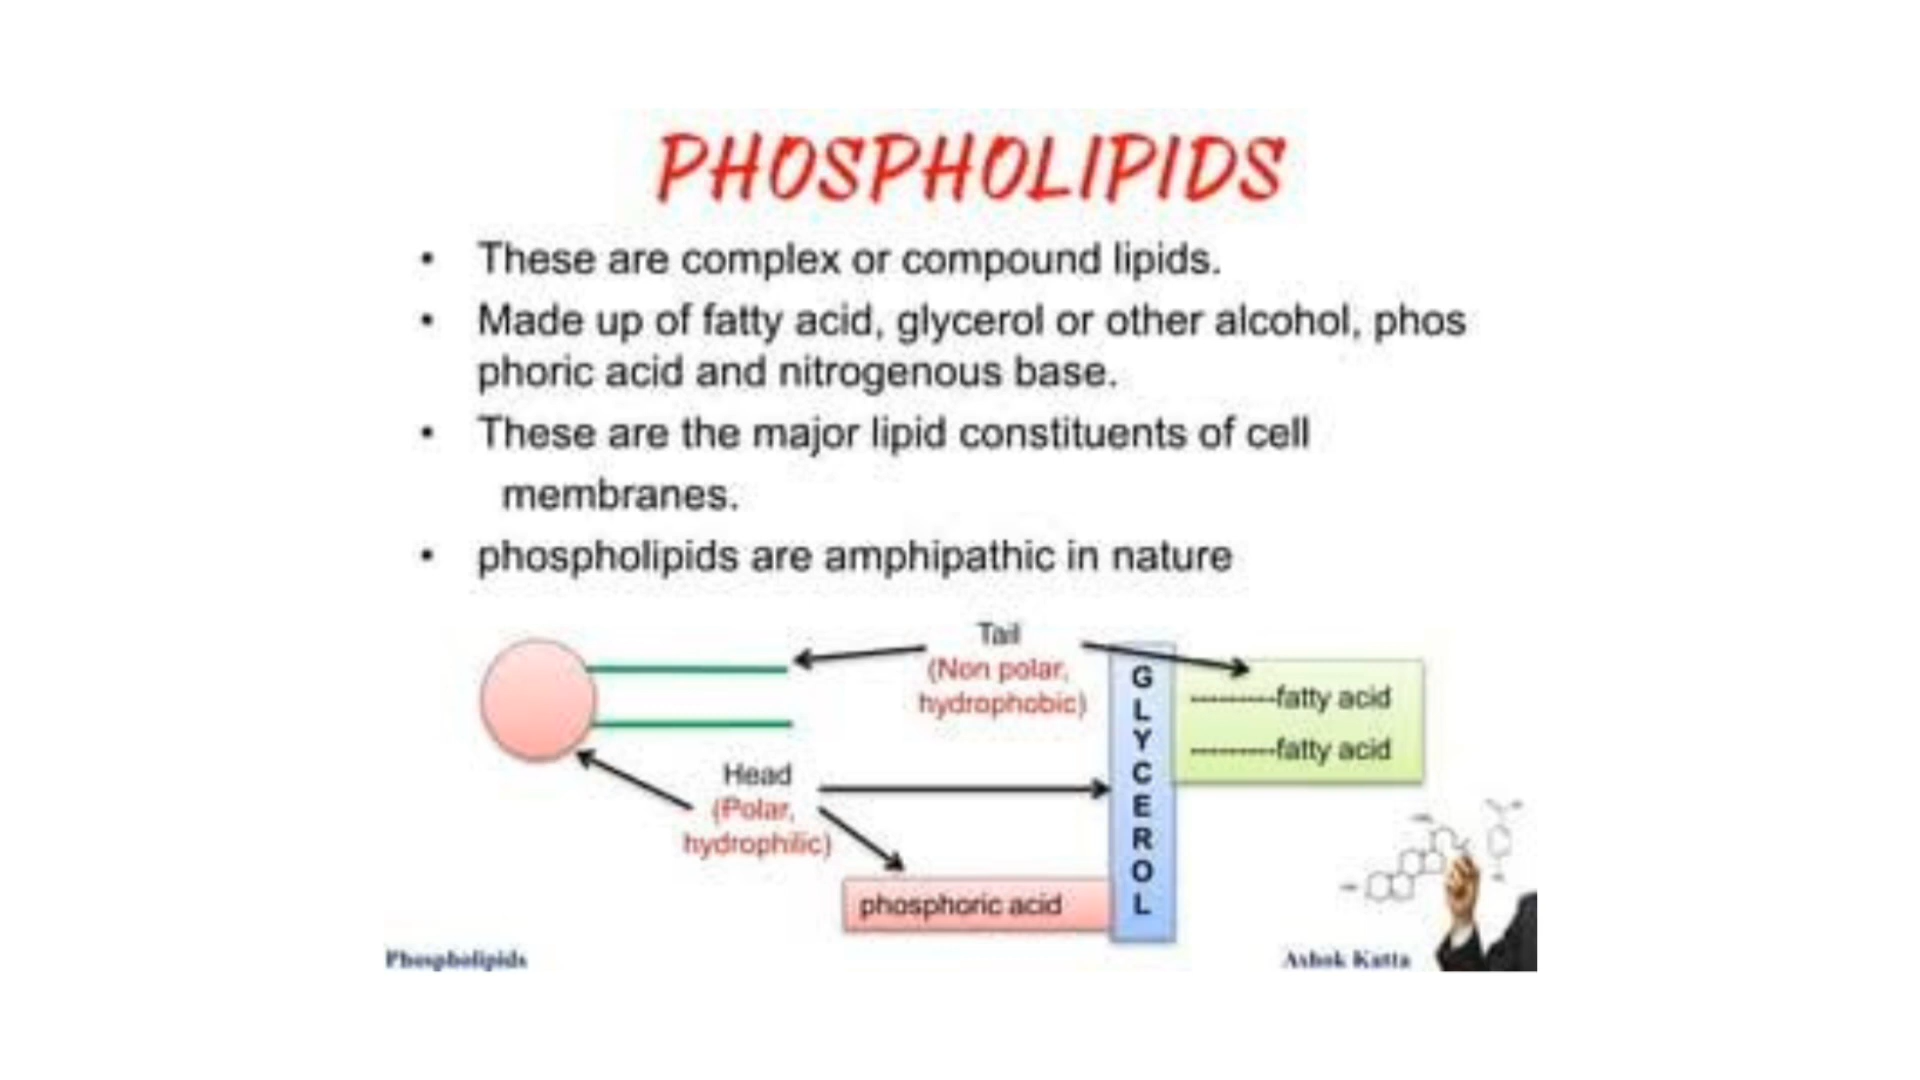 PHOSPHOLIPIDS
• These are complex or compound lipids.
• Made up of fatty acid, glycerol or other alcohol, phos
phoric acid and nitrogenous base.
• These are the major lipid constituents of cell
membranes.
• phospholipids are amphipathic in nature
Tail
(Non polar,
hydrophobic)
GLYCEROL
----------fatty acid
----------fatty acid
Head
(Polar,
hydrophilic)
phosphoric acid
Phospholipids
Ashok Katta